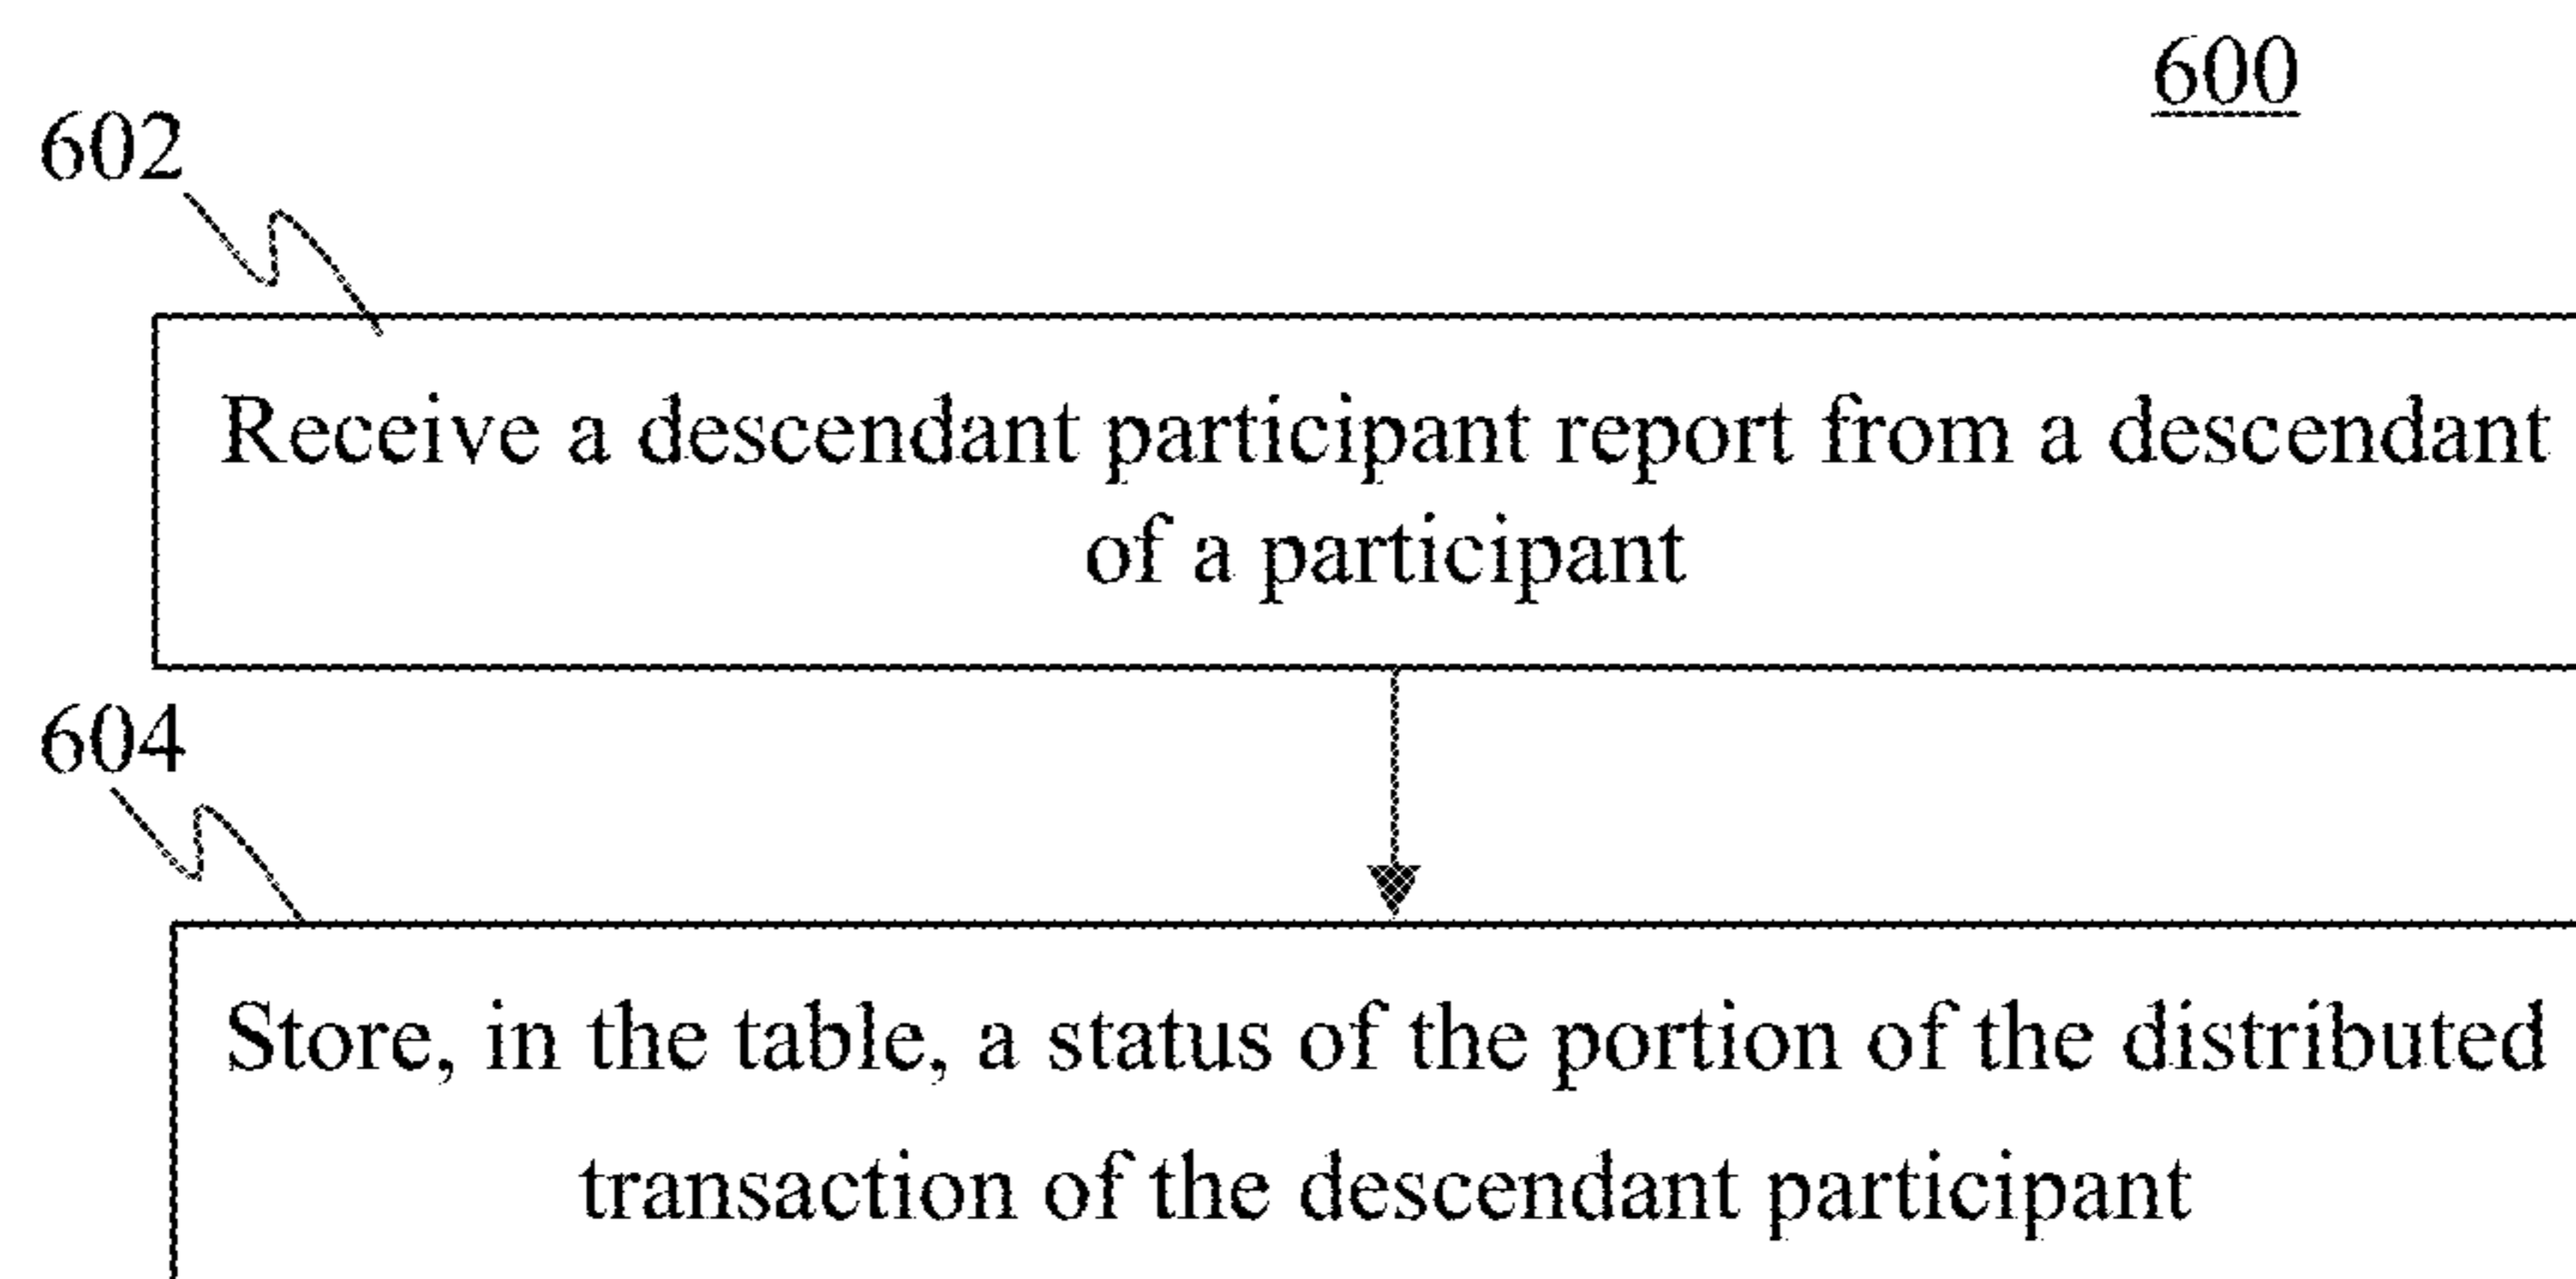 600
602
Receive a descendant participant report from a descendant
of a participant
604
Store, in the table, a status of the portion of the distributed
transaction of the descendant participant